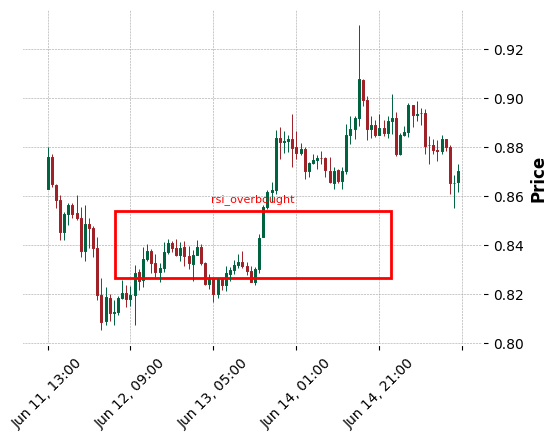 0.92
0.90
0.88
0.86
0.84
0.82
0.80
Price
rsi_overbought
Jun 11, 13:00
Jun 12, 09:00
Jun 13, 05:00
Jun 14, 01:00
Jun 14, 21:00